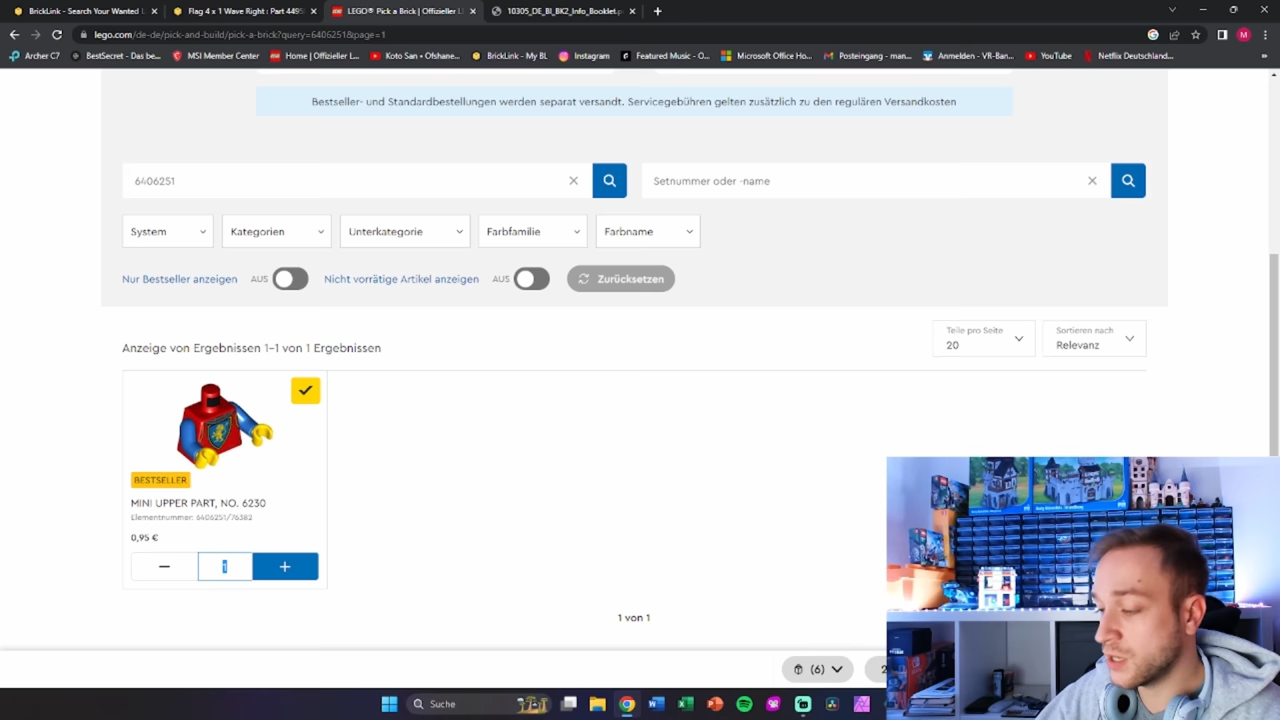 BrickLink - Search Your Wanted L
Flag 4 x 1 Wave Right : Part 4495
LEGO® Pick a Brick | Offizieller L
10305_DE_BI_BK2_Info_Booklet.p
lego.com/de-de/pick-and-build/pick-a-brick?query=6406251&page=1
M
Archer C7
BestSecret - Das be...
MSI Member Center
Home | Offizieller L...
Koto San • Ofshane...
BrickLink - My BL
Instagram
Featured Music - O...
Microsoft Office Ho...
Posteingang - man...
Anmelden - VR-Ban...
YouTube
Netflix Deutschland...
Bestseller- und Standardbestellungen werden separat versandt. Servicegebühren gelten zusätzlich zu den regulären Versandkosten
6406251
Setnummer oder -name
System
Kategorien
Unterkategorie
Farbfamilie
Farbname
Nur Bestseller anzeigen
AUS
Nicht vorrätige Artikel anzeigen
AUS
Zurücksetzen
Anzeige von Ergebnissen 1–1 von 1 Ergebnissen
Teile pro Seite
20
Sortieren nach
Relevanz
BESTSELLER
MINI UPPER PART, NO. 6230
Elementnummer: 6406251/76382
0,95 €
1
1 von 1
(6)
2
Suche